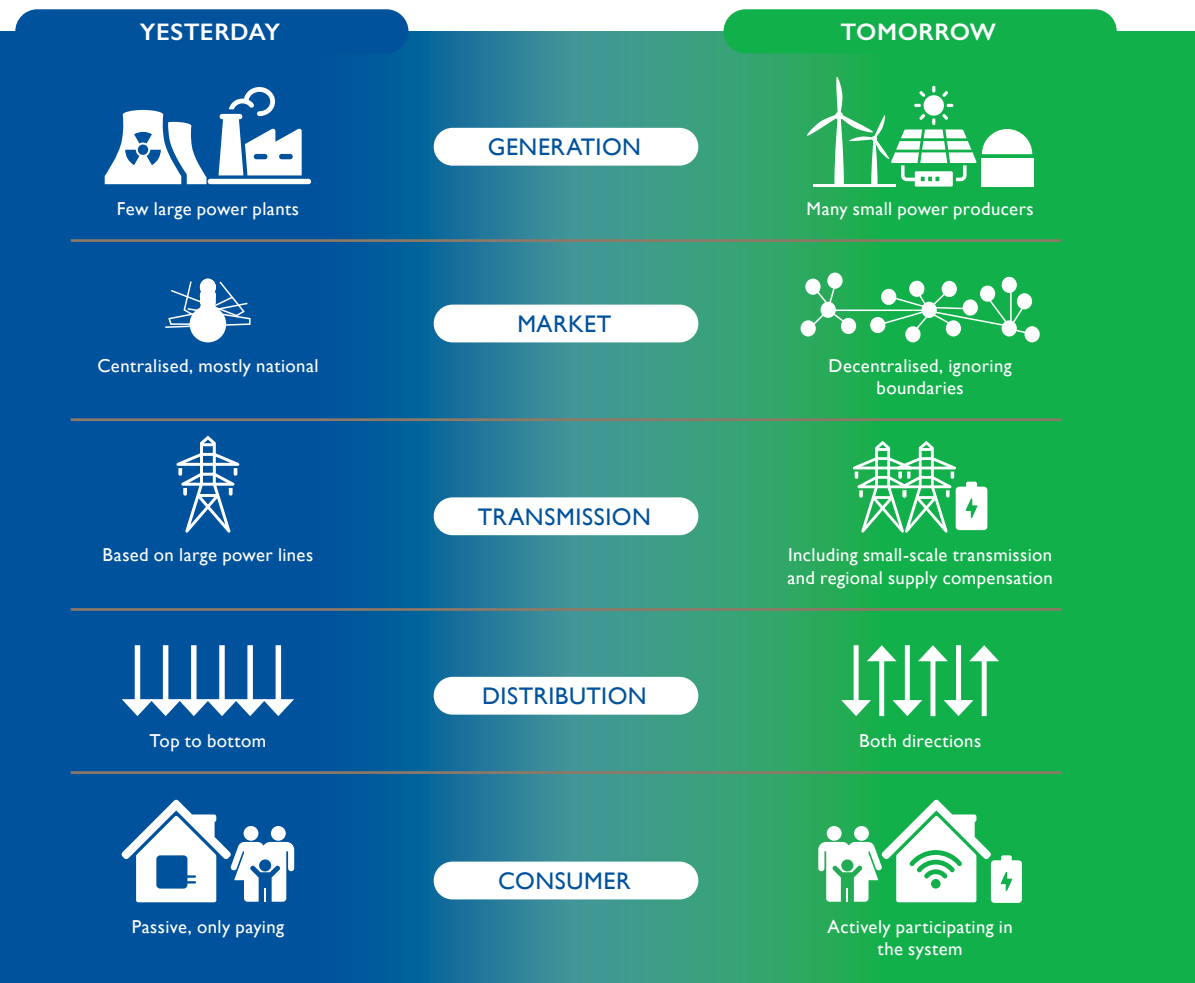 YESTERDAY
TOMORROW
GENERATION
Few large power plants
Many small power producers
MARKET
Centralised, mostly national
Decentralised, ignoring
boundaries
TRANSMISSION
Based on large power lines
Including small-scale transmission
and regional supply compensation
DISTRIBUTION
Top to bottom
Both directions
CONSUMER
Passive, only paying
Actively participating in
the system